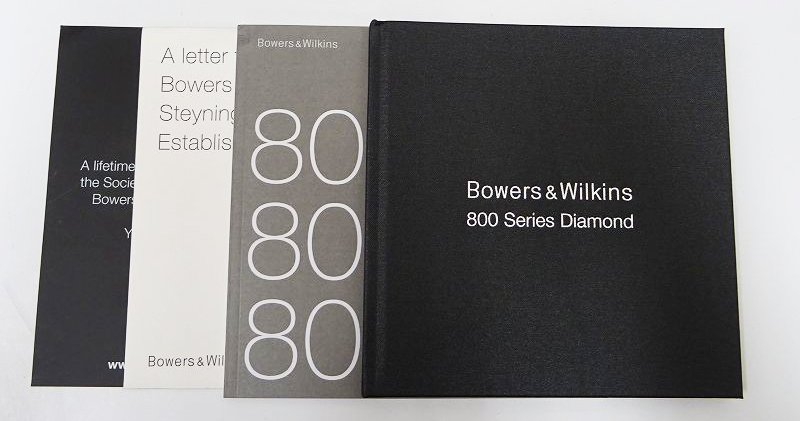 A lifetime
the Socie
Bowers
Y
ww
A letter
Bowers
Steyning
Establis
Bowers & Wil
Bowers & Wilkins
80
80
80
Bowers & Wilkins
800 Series Diamond